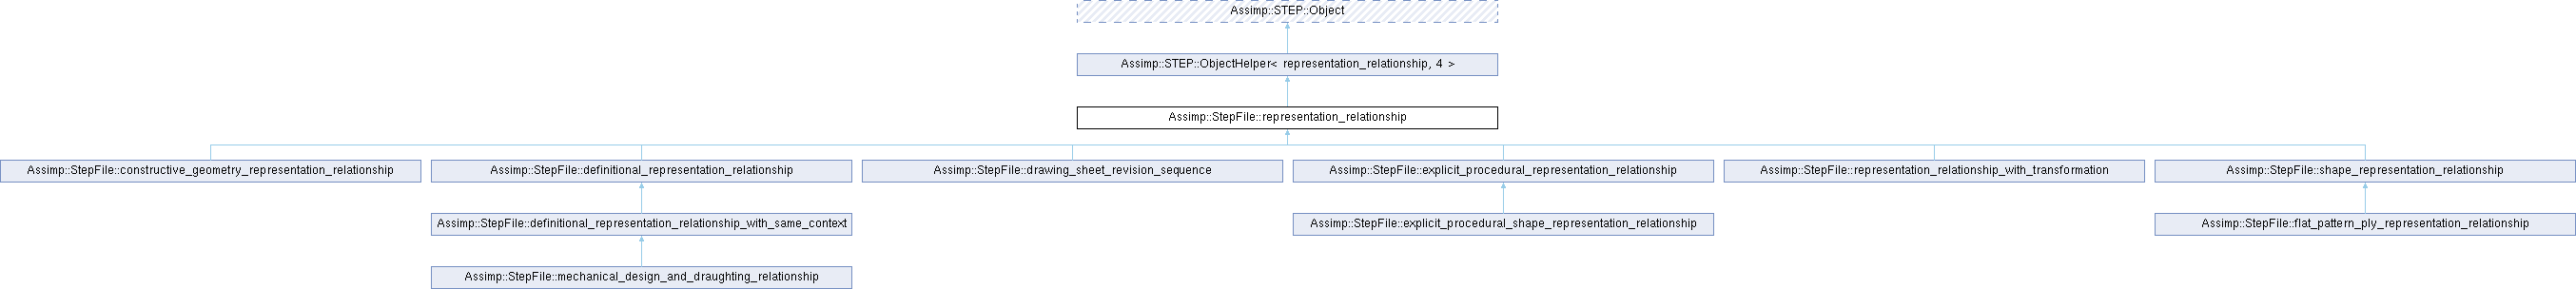 Assimp::STEP::Object
Assimp::STEP::ObjectHelper< representation_relationship, 4 >
Assimp::StepFile::representation_relationship
Assimp::StepFile::constructive_geometry_representation_relationship
Assimp::StepFile::definitional_representation_relationship
Assimp::StepFile::drawing_sheet_revision_sequence
Assimp::StepFile::explicit_procedural_representation_relationship
Assimp::StepFile::representation_relationship_with_transformation
Assimp::StepFile::shape_representation_relationship
Assimp::StepFile::definitional_representation_relationship_with_same_context
Assimp::StepFile::explicit_procedural_shape_representation_relationship
Assimp::StepFile::flat_pattern_ply_representation_relationship
Assimp::StepFile::mechanical_design_and_draughting_relationship